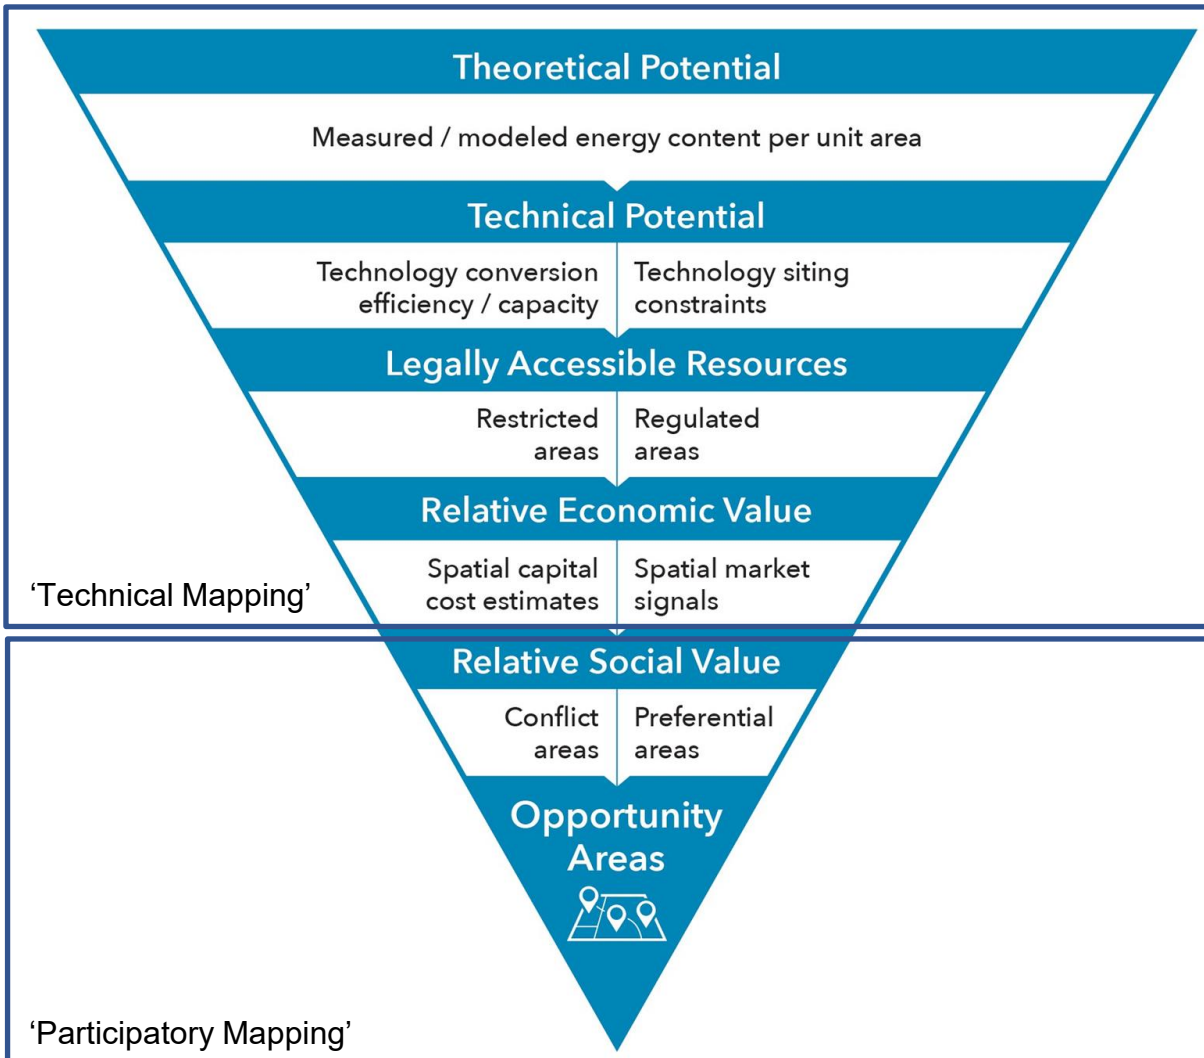 Theoretical Potential
Measured / modeled energy content per unit area
Technical Potential
Technology conversion
efficiency / capacity
Technology siting
constraints
Legally Accessible Resources
Restricted
areas
Regulated
areas
Relative Economic Value
Spatial capital
cost estimates
Spatial market
signals
‘Technical Mapping’
Relative Social Value
Conflict
areas
Preferential
areas
Opportunity
Areas
‘Participatory Mapping’